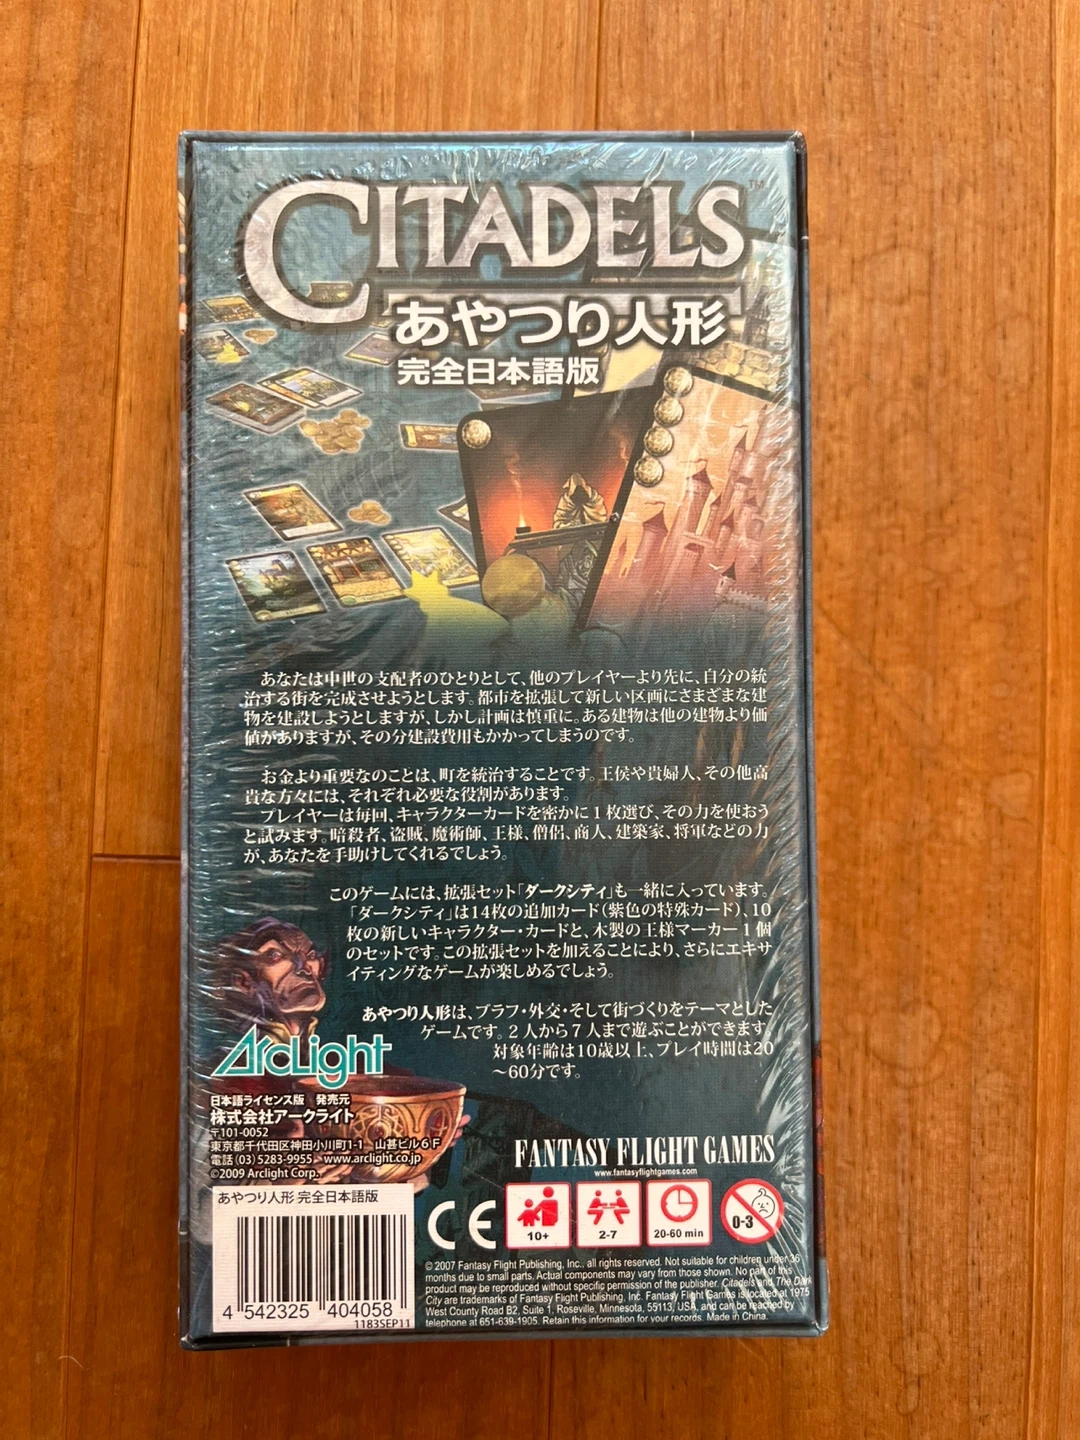 CITADELS™
あやつり人形
完全日本語版
あなたは中世の支配者のひとりとして、他のプレイヤーより先に、自分の統
治する街を完成させようとします。都市を拡張して新しい区画にさまざまな建
物を建設しようとしますが、しかし計画は慎重に。ある建物は他の建物より価
値がありますが、その分建設費用もかかってしまうのです。
お金より重要なのことは、町を統治することです。王侯や貴婦人、その他高
貴な方々には、それぞれ必要な役割があります。
プレイヤーは毎回、キャラクターカードを密かに1枚選び、その力を使おう
と試みます。暗殺者、盗賊、魔術師、王様、僧侶、商人、建築家、将軍などの力
が、あなたを手助けしてくれるでしょう。
このゲームには、拡張セット「ダークシティ」も一緒に入っています。
「ダークシティ」は14枚の追加カード(紫色の特殊カード)、10
枚の新しいキャラクター・カードと、木製の王様マーカー1個
のセットです。この拡張セットを加えることにより、さらにエキサ
イティングなゲームが楽しめるでしょう。
あやつり人形は、ブラフ・外交・そして街づくりをテーマとした
ゲームです。2人から7人まで遊ぶことができます。
対象年齢は10歳以上、プレイ時間は20
～60分です。
ArcLight
日本語ライセンス版 発売元
株式会社アークライト
〒101-0052
東京都千代田区神田小川町1-1 山甚ビル6F
電話 (03) 5283-9955 www.arclight.co.jp
©2009 Arclight Corp.
FANTASY FLIGHT GAMES
www.fantasyflightgames.com
あやつり人形 完全日本語版
4 542325 404058
1183SEP11
CE
10+
2-7
20-60 min
0-3
© 2007 Fantasy Flight Publishing, Inc., all rights reserved. Not suitable for children under 36
months due to small parts. Actual components may vary from those shown. No part of this
product may be reproduced without specific permission of the publisher. Citadels and The Dark
City are trademarks of Fantasy Flight Publishing, Inc. Fantasy Flight Games is located at 1975
West County Road B2, Suite 1, Roseville, Minnesota, 55113, USA, and can be reached by
telephone at 651-639-1905. Retain this information for your records. Made in China.